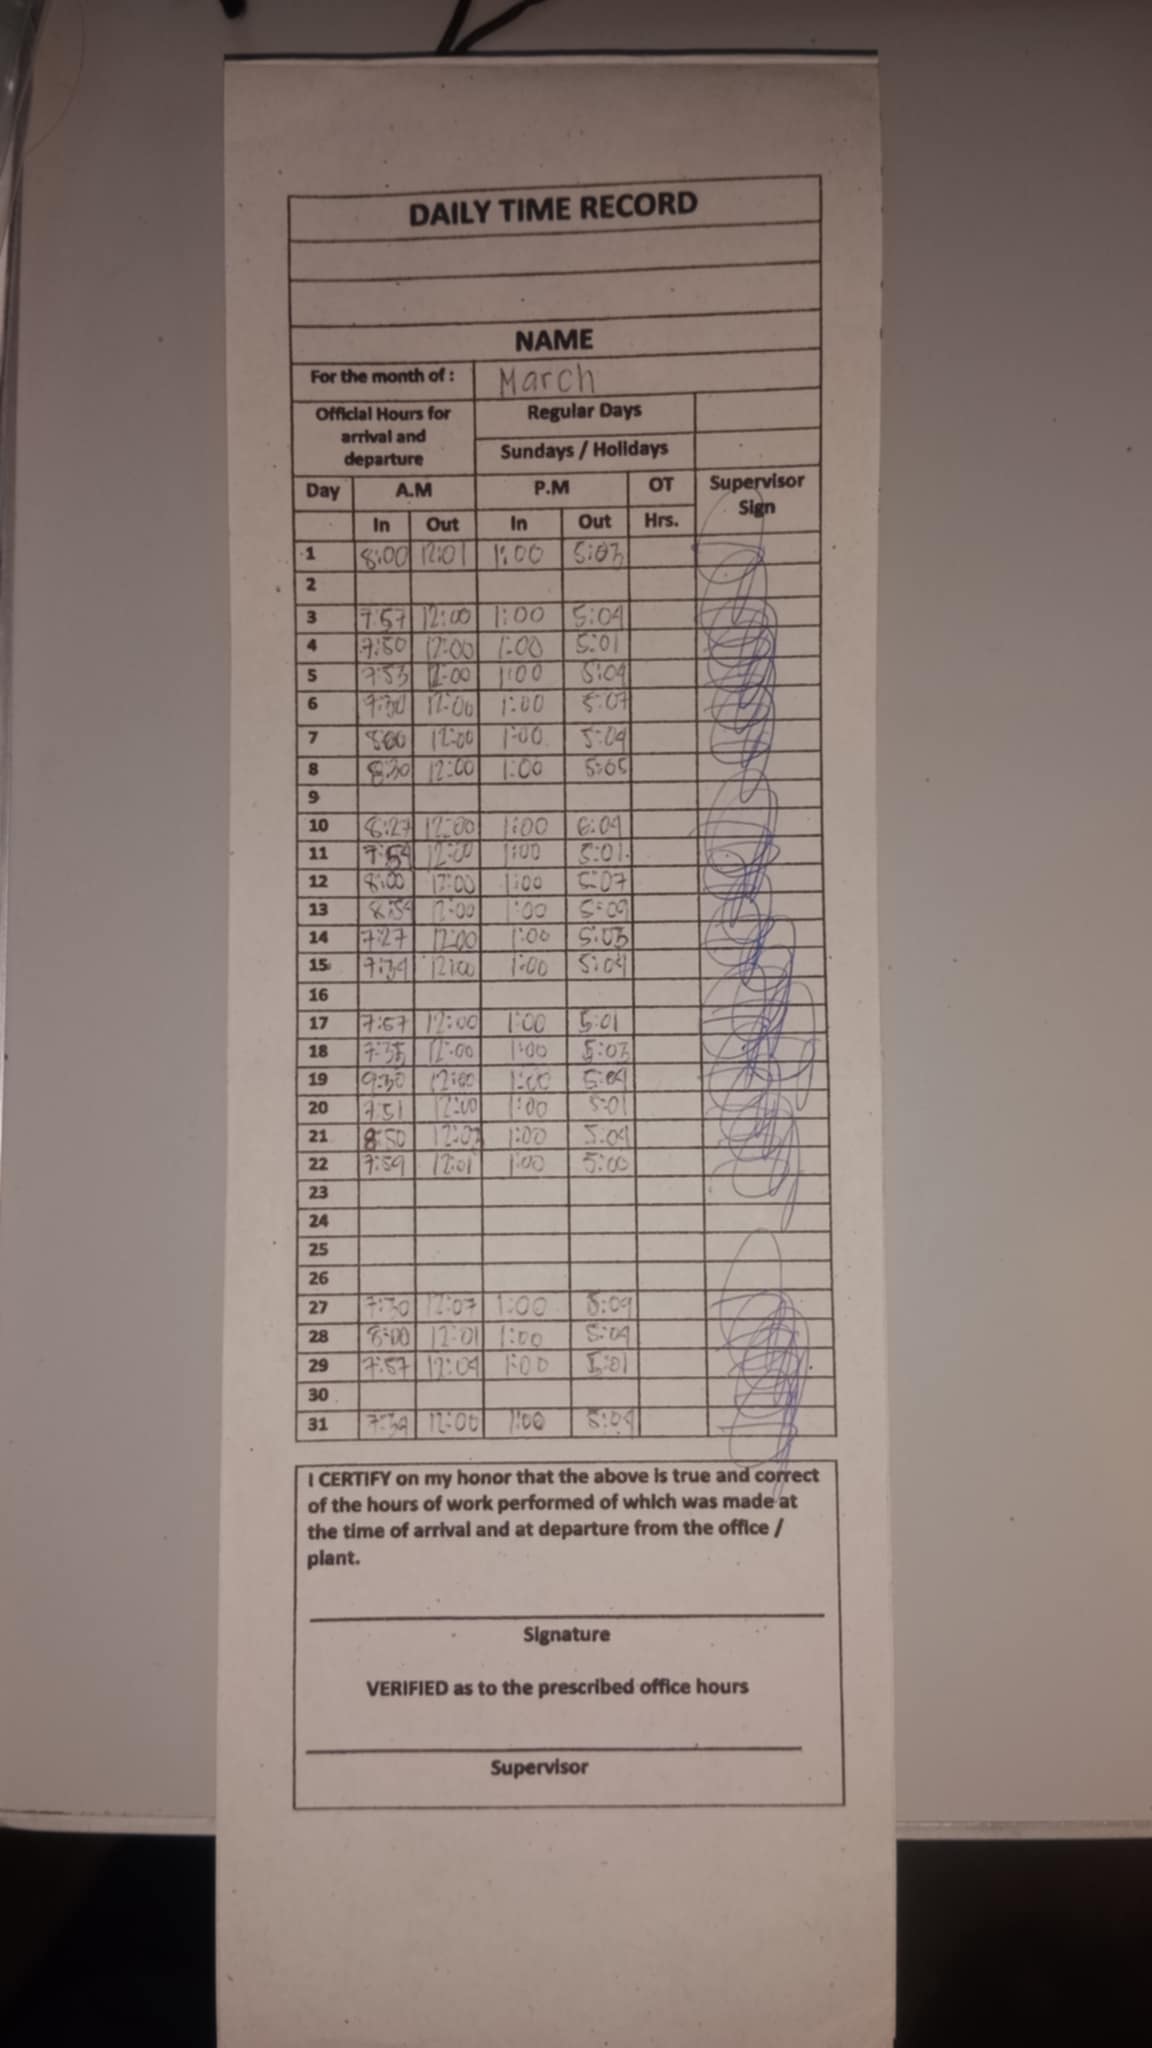 DAILY TIME RECORD
NAME
For the month of : March
Official Hours for arrival and departure Regular Days
Sundays / Holidays
Day A.M P.M OT Supervisor Sign
In Out In Out Hrs.
1 8:00 12:01 1:00 5:03
2
3 7:57 12:00 1:00 5:04
4 7:50 12:00 1:00 5:01
5 7:53 12:00 1:00 5:04
6 12:00 1:00 5:07
7 8:00 12:00 1:00 5:04
8 8:30 12:00 1:00 5:05
9
10 8:27 12:00 1:00
11 7:59 12:00 1:00 5:01
12 8:00 12:00 1:00 5:07
13 12:00 1:00 5:09
14 7:27 12:00 1:00 5:03
15 7:39 12:00 1:00 5:04
16
17 7:57 12:00 1:00 5:01
18 7:35 12:00 1:00 5:03
19 9:30 12:00 1:00 5:09
20 7:51 12:00 1:00 5:01
21 8:50 1:00 5:09
22 7:59 12:01 1:00 5:00
23
24
25
26
27 7:30 12:07 1:00 5:09
28 8:00 12:01 1:00 5:09
29 7:57 12:09 1:00 5:01
30
31 7:39 12:00 1:00 5:09
I CERTIFY on my honor that the above is true and correct
of the hours of work performed of which was made at
the time of arrival and at departure from the office /
plant.
Signature
VERIFIED as to the prescribed office hours
Supervisor